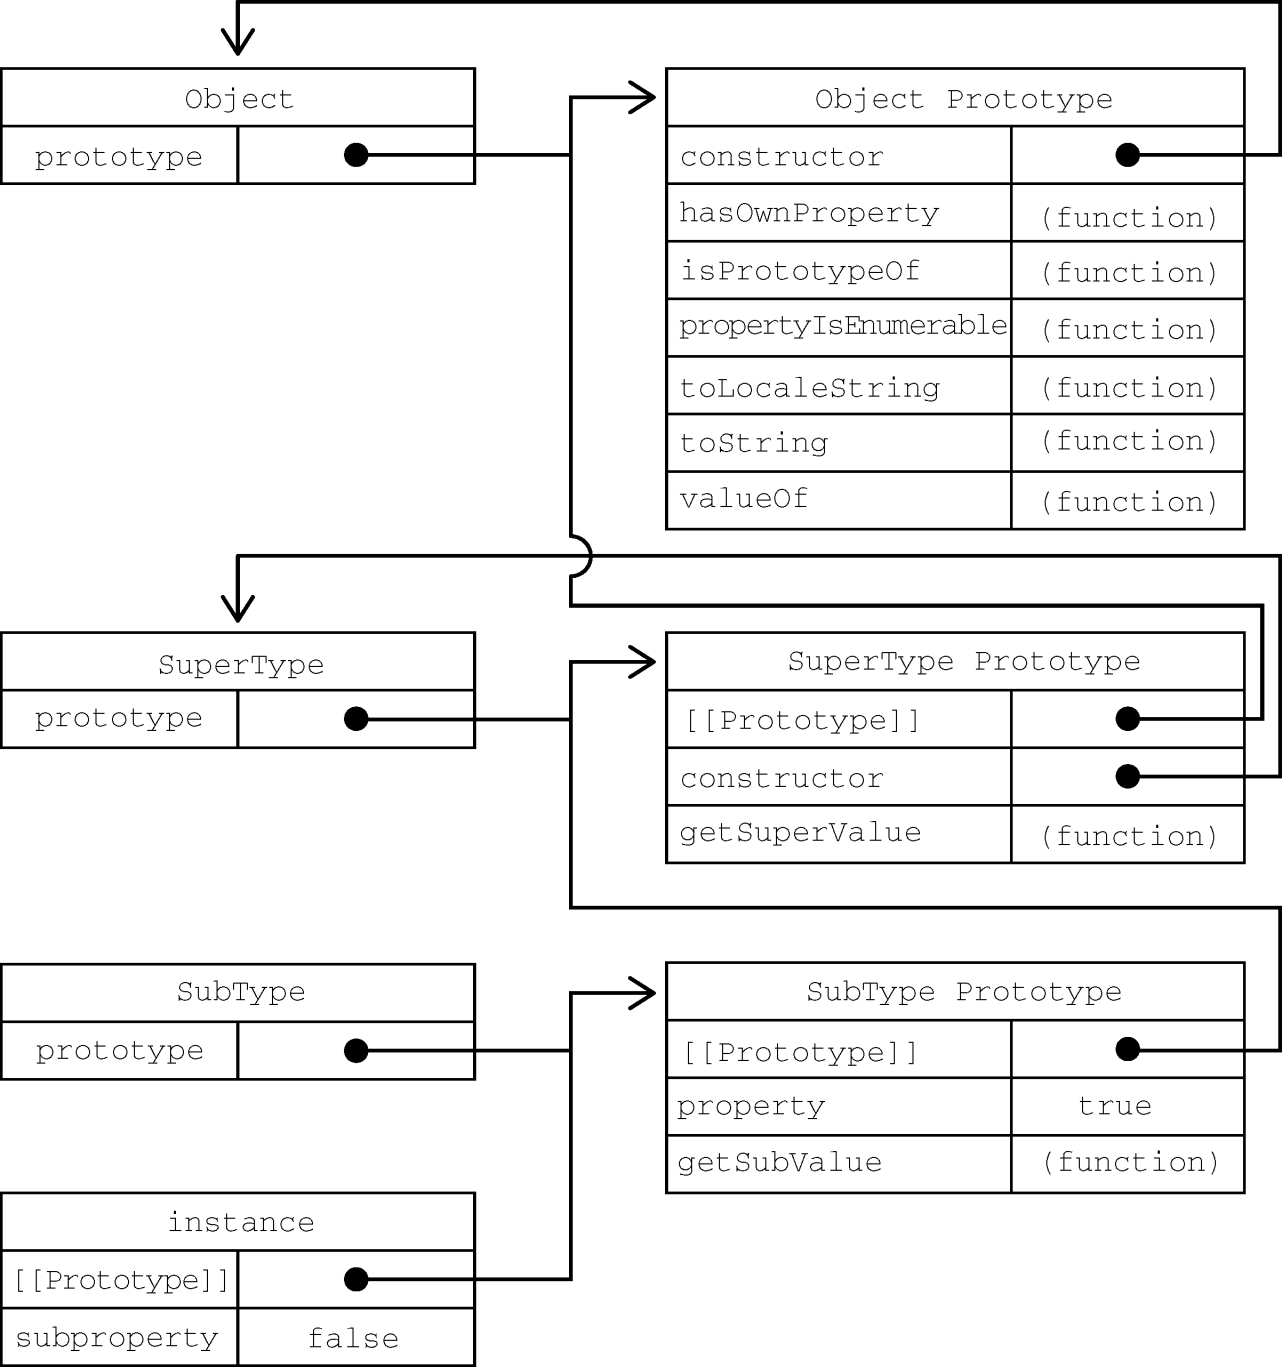 Object
prototype
Object Prototype
constructor
hasOwnProperty (function)
isPrototypeOf (function)
propertyIsEnumerable (function)
toLocaleString (function)
toString (function)
valueOf (function)
SuperType
prototype
SuperType Prototype
[[Prototype]]
constructor
getSuperValue (function)
SubType
prototype
SubType Prototype
[[Prototype]]
property true
getSubValue (function)
instance
[[Prototype]]
subproperty false